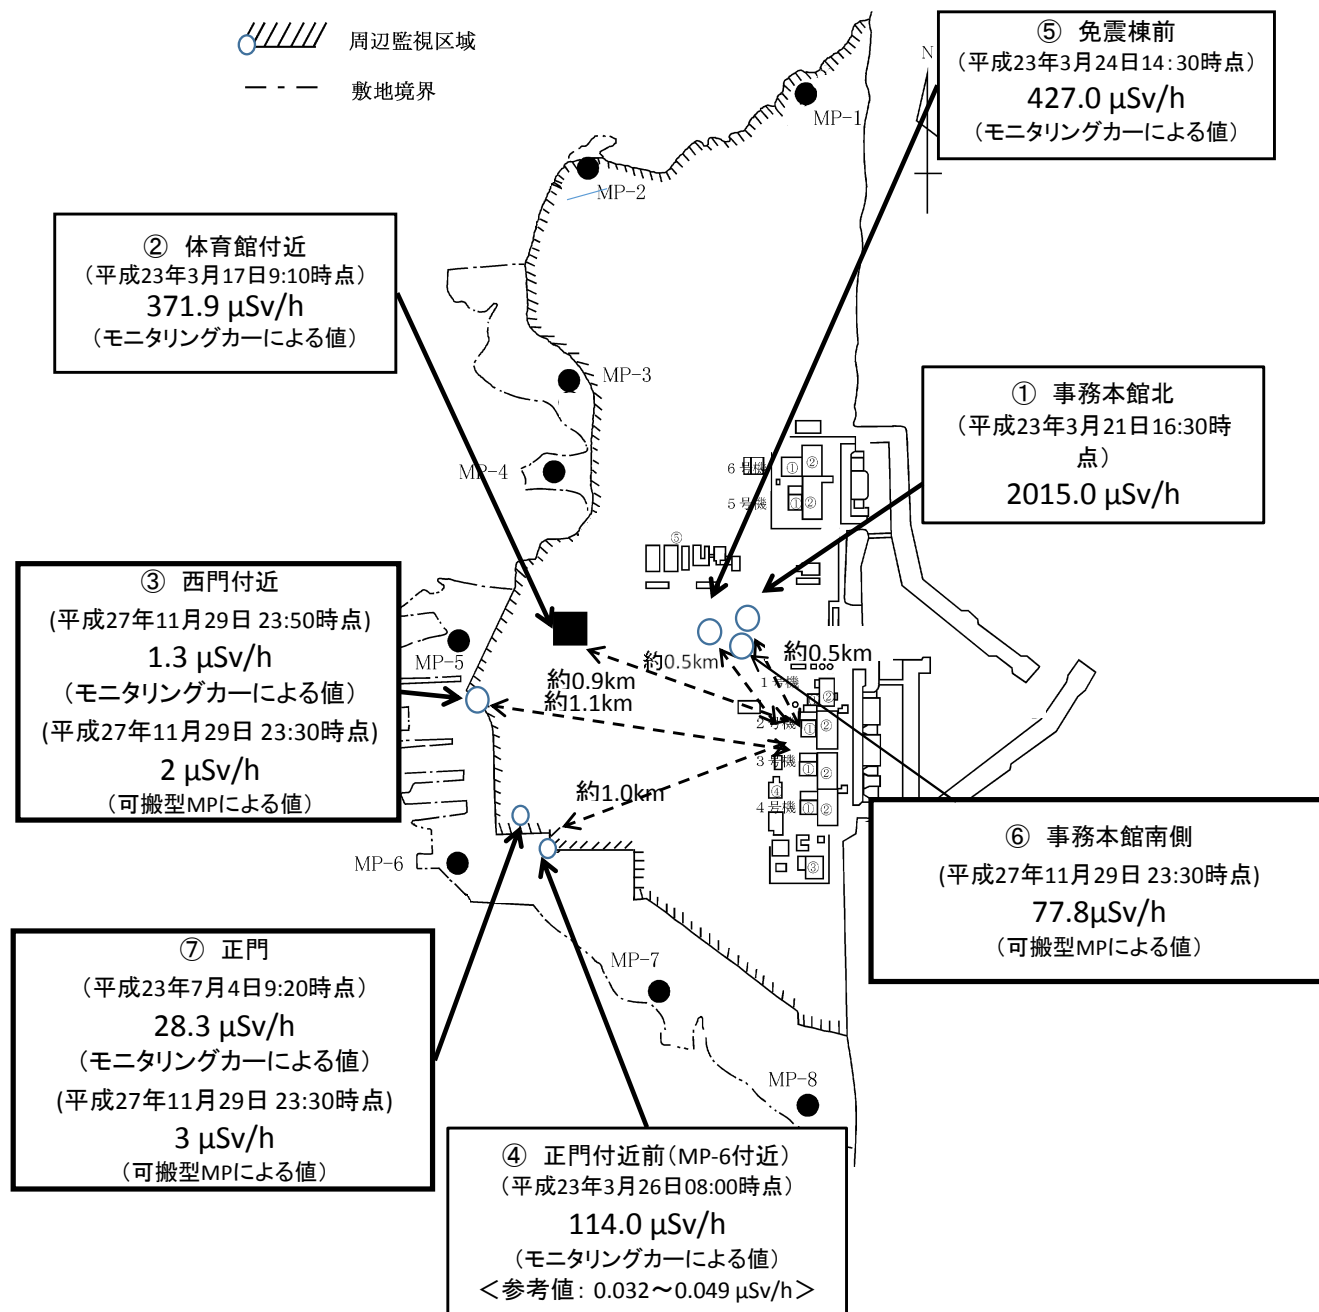 周辺監視区域
敷地境界
⑤ 免震棟前
(平成23年3月24日14:30時点)
427.0 μSv/h
(モニタリングカーによる値)
N
MP-1
MP-2
② 体育館付近
(平成23年3月17日9:10時点)
371.9 μSv/h
(モニタリングカーによる値)
MP-3
① 事務本館北
(平成23年3月21日16:30時
点)
2015.0 μSv/h
MP-4
6号機
①
②
5号機
①
②
⑤
③ 西門付近
(平成27年11月29日 23:50時点)
1.3 μSv/h
(モニタリングカーによる値)
(平成27年11月29日 23:30時点)
2 μSv/h
(可搬型MPによる値)
MP-5
約0.5km
約0.5km
約0.9km
約1.1km
1号機
②
2号機
①
②
3号機
①
②
④
4号機
①
②
③
約1.0km
MP-6
⑥ 事務本館南側
(平成27年11月29日 23:30時点)
77.8μSv/h
(可搬型MPによる値)
⑦ 正門
(平成23年7月4日9:20時点)
28.3 μSv/h
(モニタリングカーによる値)
(平成27年11月29日 23:30時点)
3 μSv/h
(可搬型MPによる値)
MP-7
MP-8
④ 正門付近前(MP-6付近)
(平成23年3月26日08:00時点)
114.0 μSv/h
(モニタリングカーによる値)
<参考値: 0.032~0.049 μSv/h>